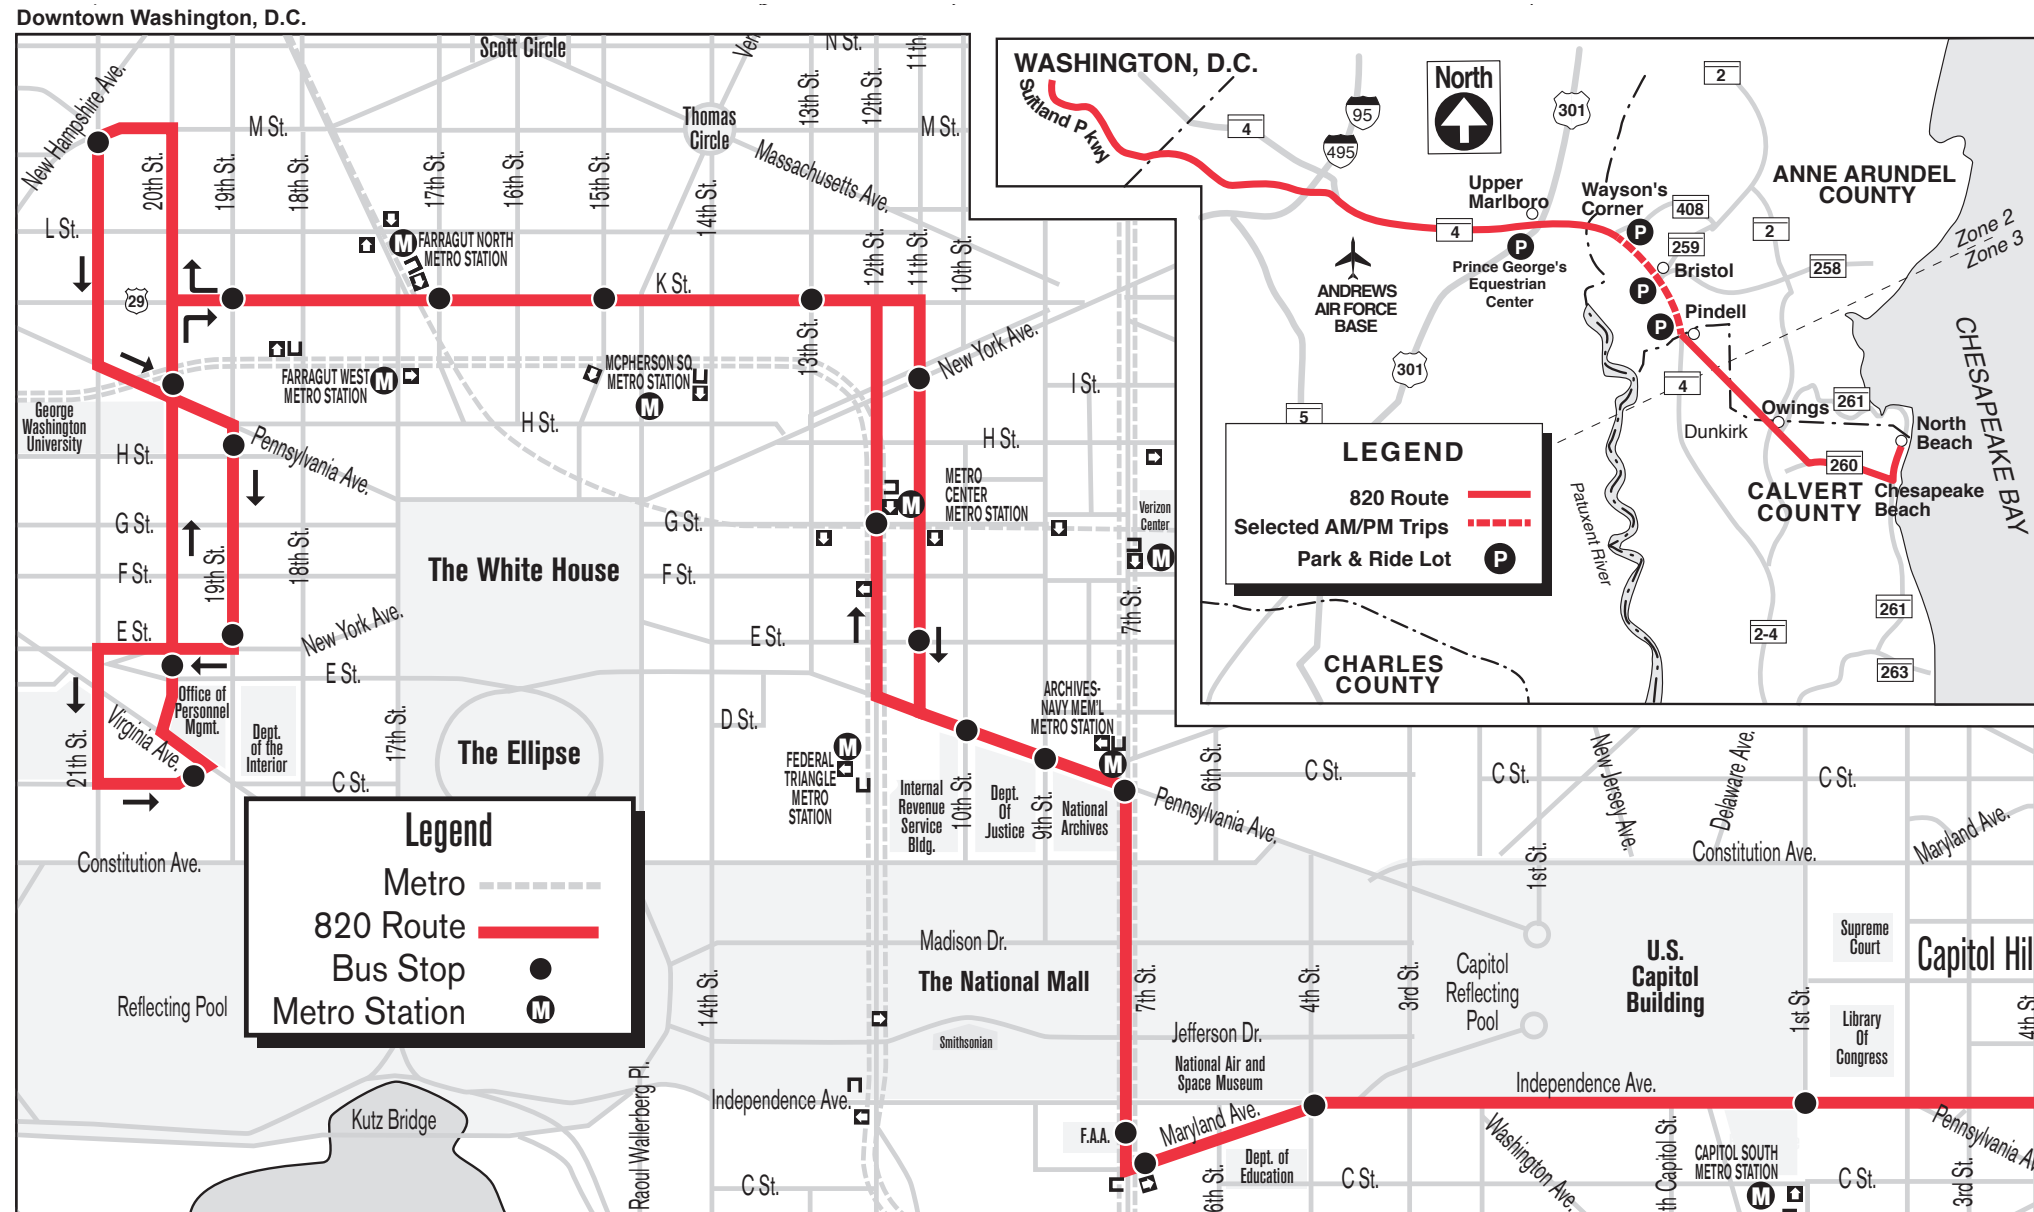 Downtown Washington, D.C.
Scott Circle
N St.
11th
13th St.
12th St.
New Hampshire Ave.
M St.
Thomas
Circle
M St.
Massachusetts Ave.
20th St.
19th St.
18th St.
17th St.
16th St.
15th St.
14th St.
L St.
FARRAGUT NORTH
METRO STATION
M
12th St.
11th St.
10th St.
29
K St.
13th St.
New York Ave.
FARRAGUT WEST
METRO STATION
M
MCPHERSON SQ.
METRO STATION
M
I St.
George
Washington
University
H St.
Pennsylvania Ave.
H St.
H St.
METRO
CENTER
METRO STATION
M
Verizon
Center
M
G St.
G St.
18th St.
19th St.
The White House
F St.
F St.
7th St.
E St.
New York Ave.
E St.
E St.
Office of
Personnel
Mgmt.
Virginia Ave.
21th St.
Dept.
of the
Interior
17th St.
The Ellipse
D St.
ARCHIVES-
NAVY MEM'L
METRO STATION
M
FEDERAL
TRIANGLE
METRO
STATION
M
C St.
Internal
Revenue
Service
Bldg.
10th St.
Dept.
Of
Justice
9th St.
National
Archives
Pennsylvania Ave.
6th St.
C St.
C St.
New Jersey Ave.
Delaware Ave.
C St.
Maryland Ave.
Constitution Ave.
Constitution Ave.
1st St.
Legend
Metro
820 Route
Bus Stop
Metro Station
M
Reflecting Pool
14th St.
Madison Dr.
The National Mall
7th St.
4th St.
3rd St.
Capitol
Reflecting
Pool
U.S.
Capitol
Building
Supreme
Court
Capitol Hil
1st St.
Library
Of
Congress
4th St
Smithsonian
Jefferson Dr.
National Air and
Space Museum
Independence Ave.
Independence Ave.
Kutz Bridge
Raoul Wallerberg Pl.
F.A.A.
Maryland Ave.
Dept. of
Education
6th St.
C St.
C St.
Washington Ave.
th Capitol St.
CAPITOL SOUTH
METRO STATION
M
C St.
3rd St.
Pennsylvania Av
WASHINGTON, D.C.
Suitland Pkwy
4
95
495
North
301
2
ANNE ARUNDEL
COUNTY
Upper
Marlboro
Wayson's
Corner
408
P
4
P
259
2
Zone 2
Zone 3
Prince George's
Equestrian
Center
Bristol
258
P
ANDREWS
AIR FORCE
BASE
Pindell
P
301
4
CHESAPEAKE BAY
5
Owings
261
Dunkirk
North
Beach
260
CALVERT
COUNTY
Chesapeake
Beach
Patuxent River
LEGEND
820 Route
Selected AM/PM Trips
Park & Ride Lot
P
261
2-4
263
CHARLES
COUNTY